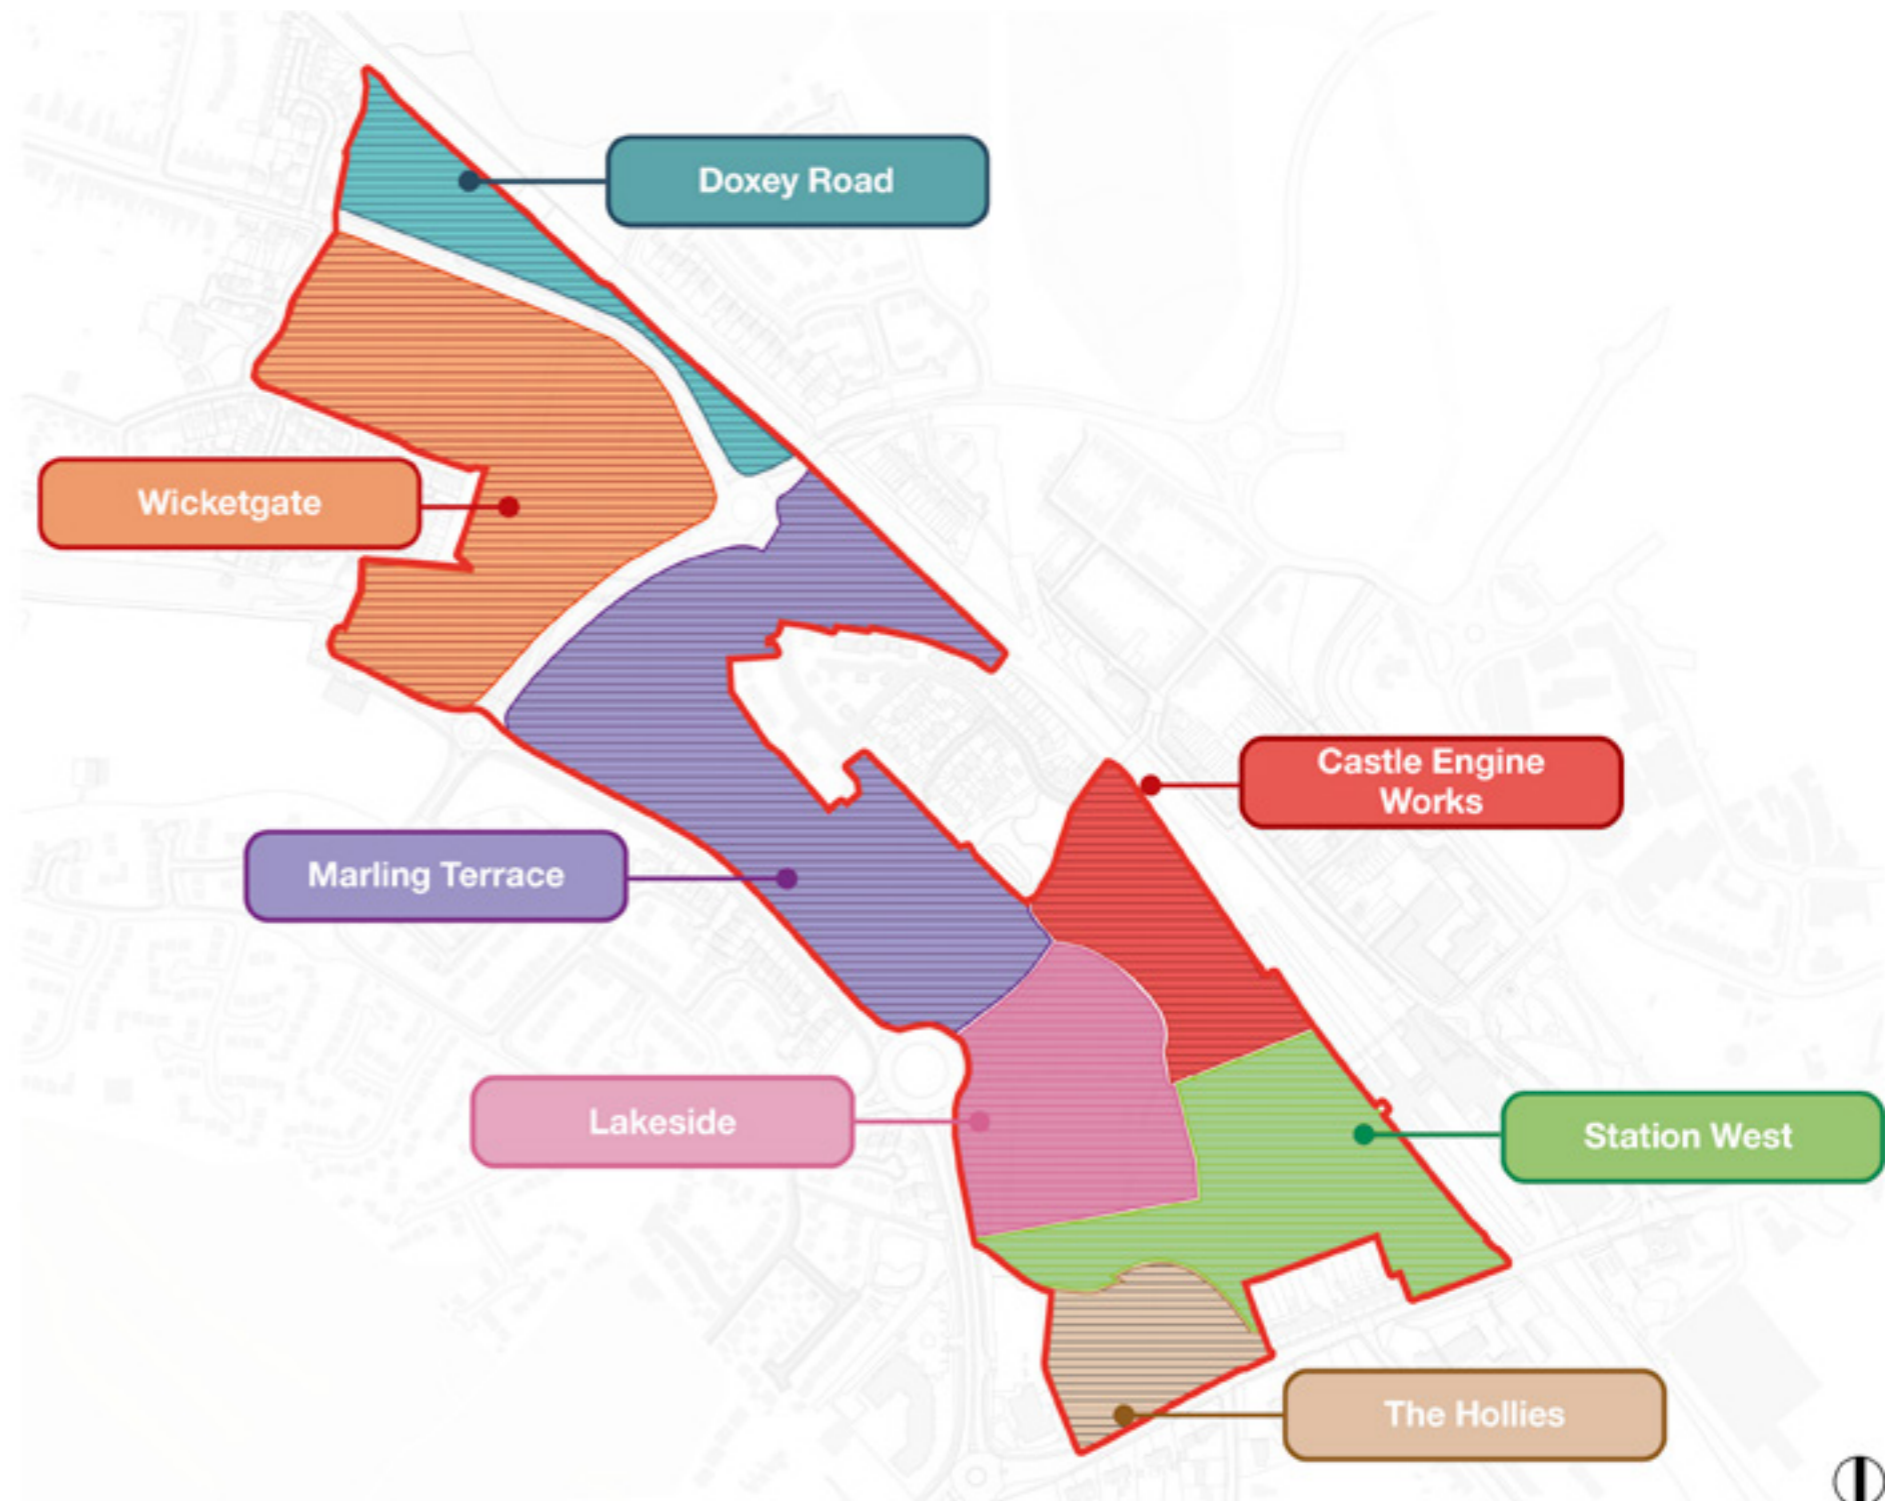 Doxey Road
Wicketgate
Castle Engine
Works
Marling Terrace
Lakeside
Station West
The Hollies